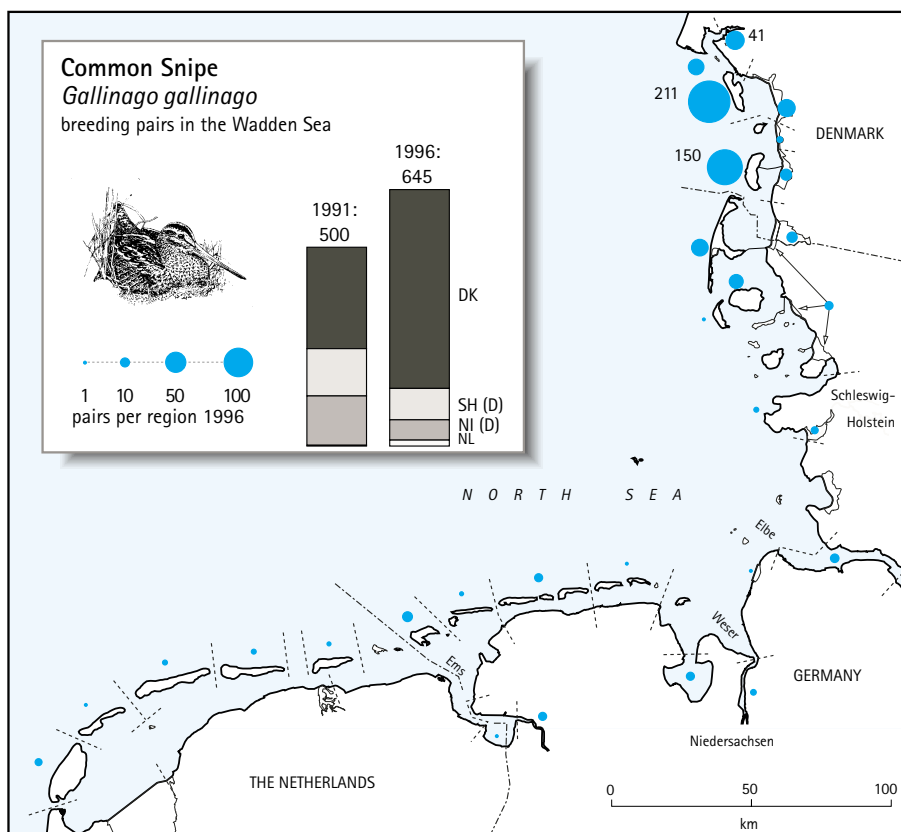 Common Snipe
Gallinago gallinago
breeding pairs in the Wadden Sea
1991:
500
1996:
645
DK
SH (D)
NI (D)
NL
1 10 50 100
pairs per region 1996
41
211
150
DENMARK
Schleswig-
Holstein
NORTH SEA
Elbe
Weser
Ems
GERMANY
Niedersachsen
THE NETHERLANDS
0 100
km